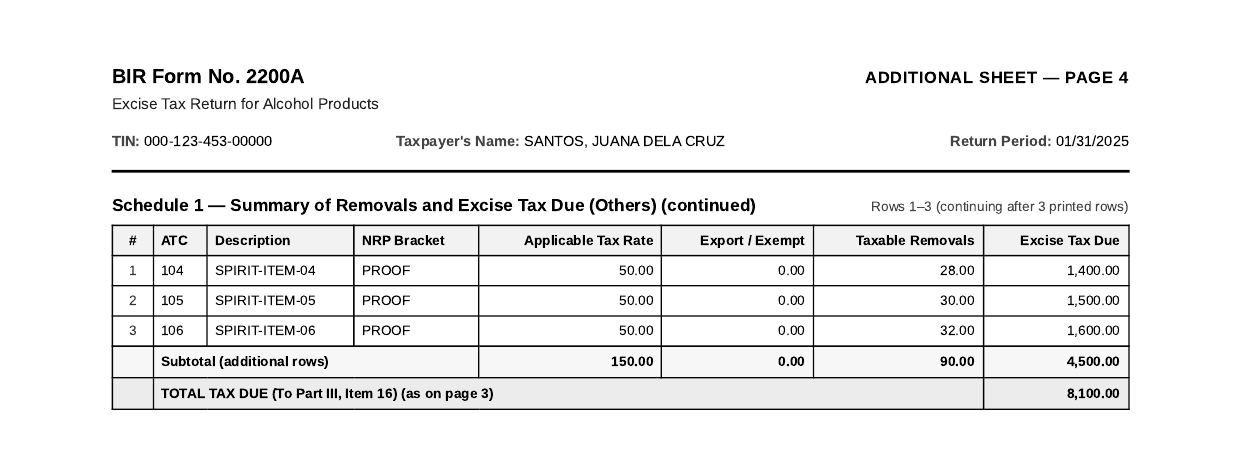 BIR Form No. 2200A
ADDITIONAL SHEET — PAGE 4
Excise Tax Return for Alcohol Products
TIN: 000-123-453-00000 Taxpayer's Name: SANTOS, JUANA DELA CRUZ Return Period: 01/31/2025
Schedule 1 — Summary of Removals and Excise Tax Due (Others) (continued) Rows 1–3 (continuing after 3 printed rows)
# ATC Description NRP Bracket Applicable Tax Rate Export / Exempt Taxable Removals Excise Tax Due
1 104 SPIRIT-ITEM-04 PROOF 50.00 0.00 28.00 1,400.00
2 105 SPIRIT-ITEM-05 PROOF 50.00 0.00 30.00 1,500.00
3 106 SPIRIT-ITEM-06 PROOF 50.00 0.00 32.00 1,600.00
Subtotal (additional rows) 150.00 0.00 90.00 4,500.00
TOTAL TAX DUE (To Part III, Item 16) (as on page 3) 8,100.00